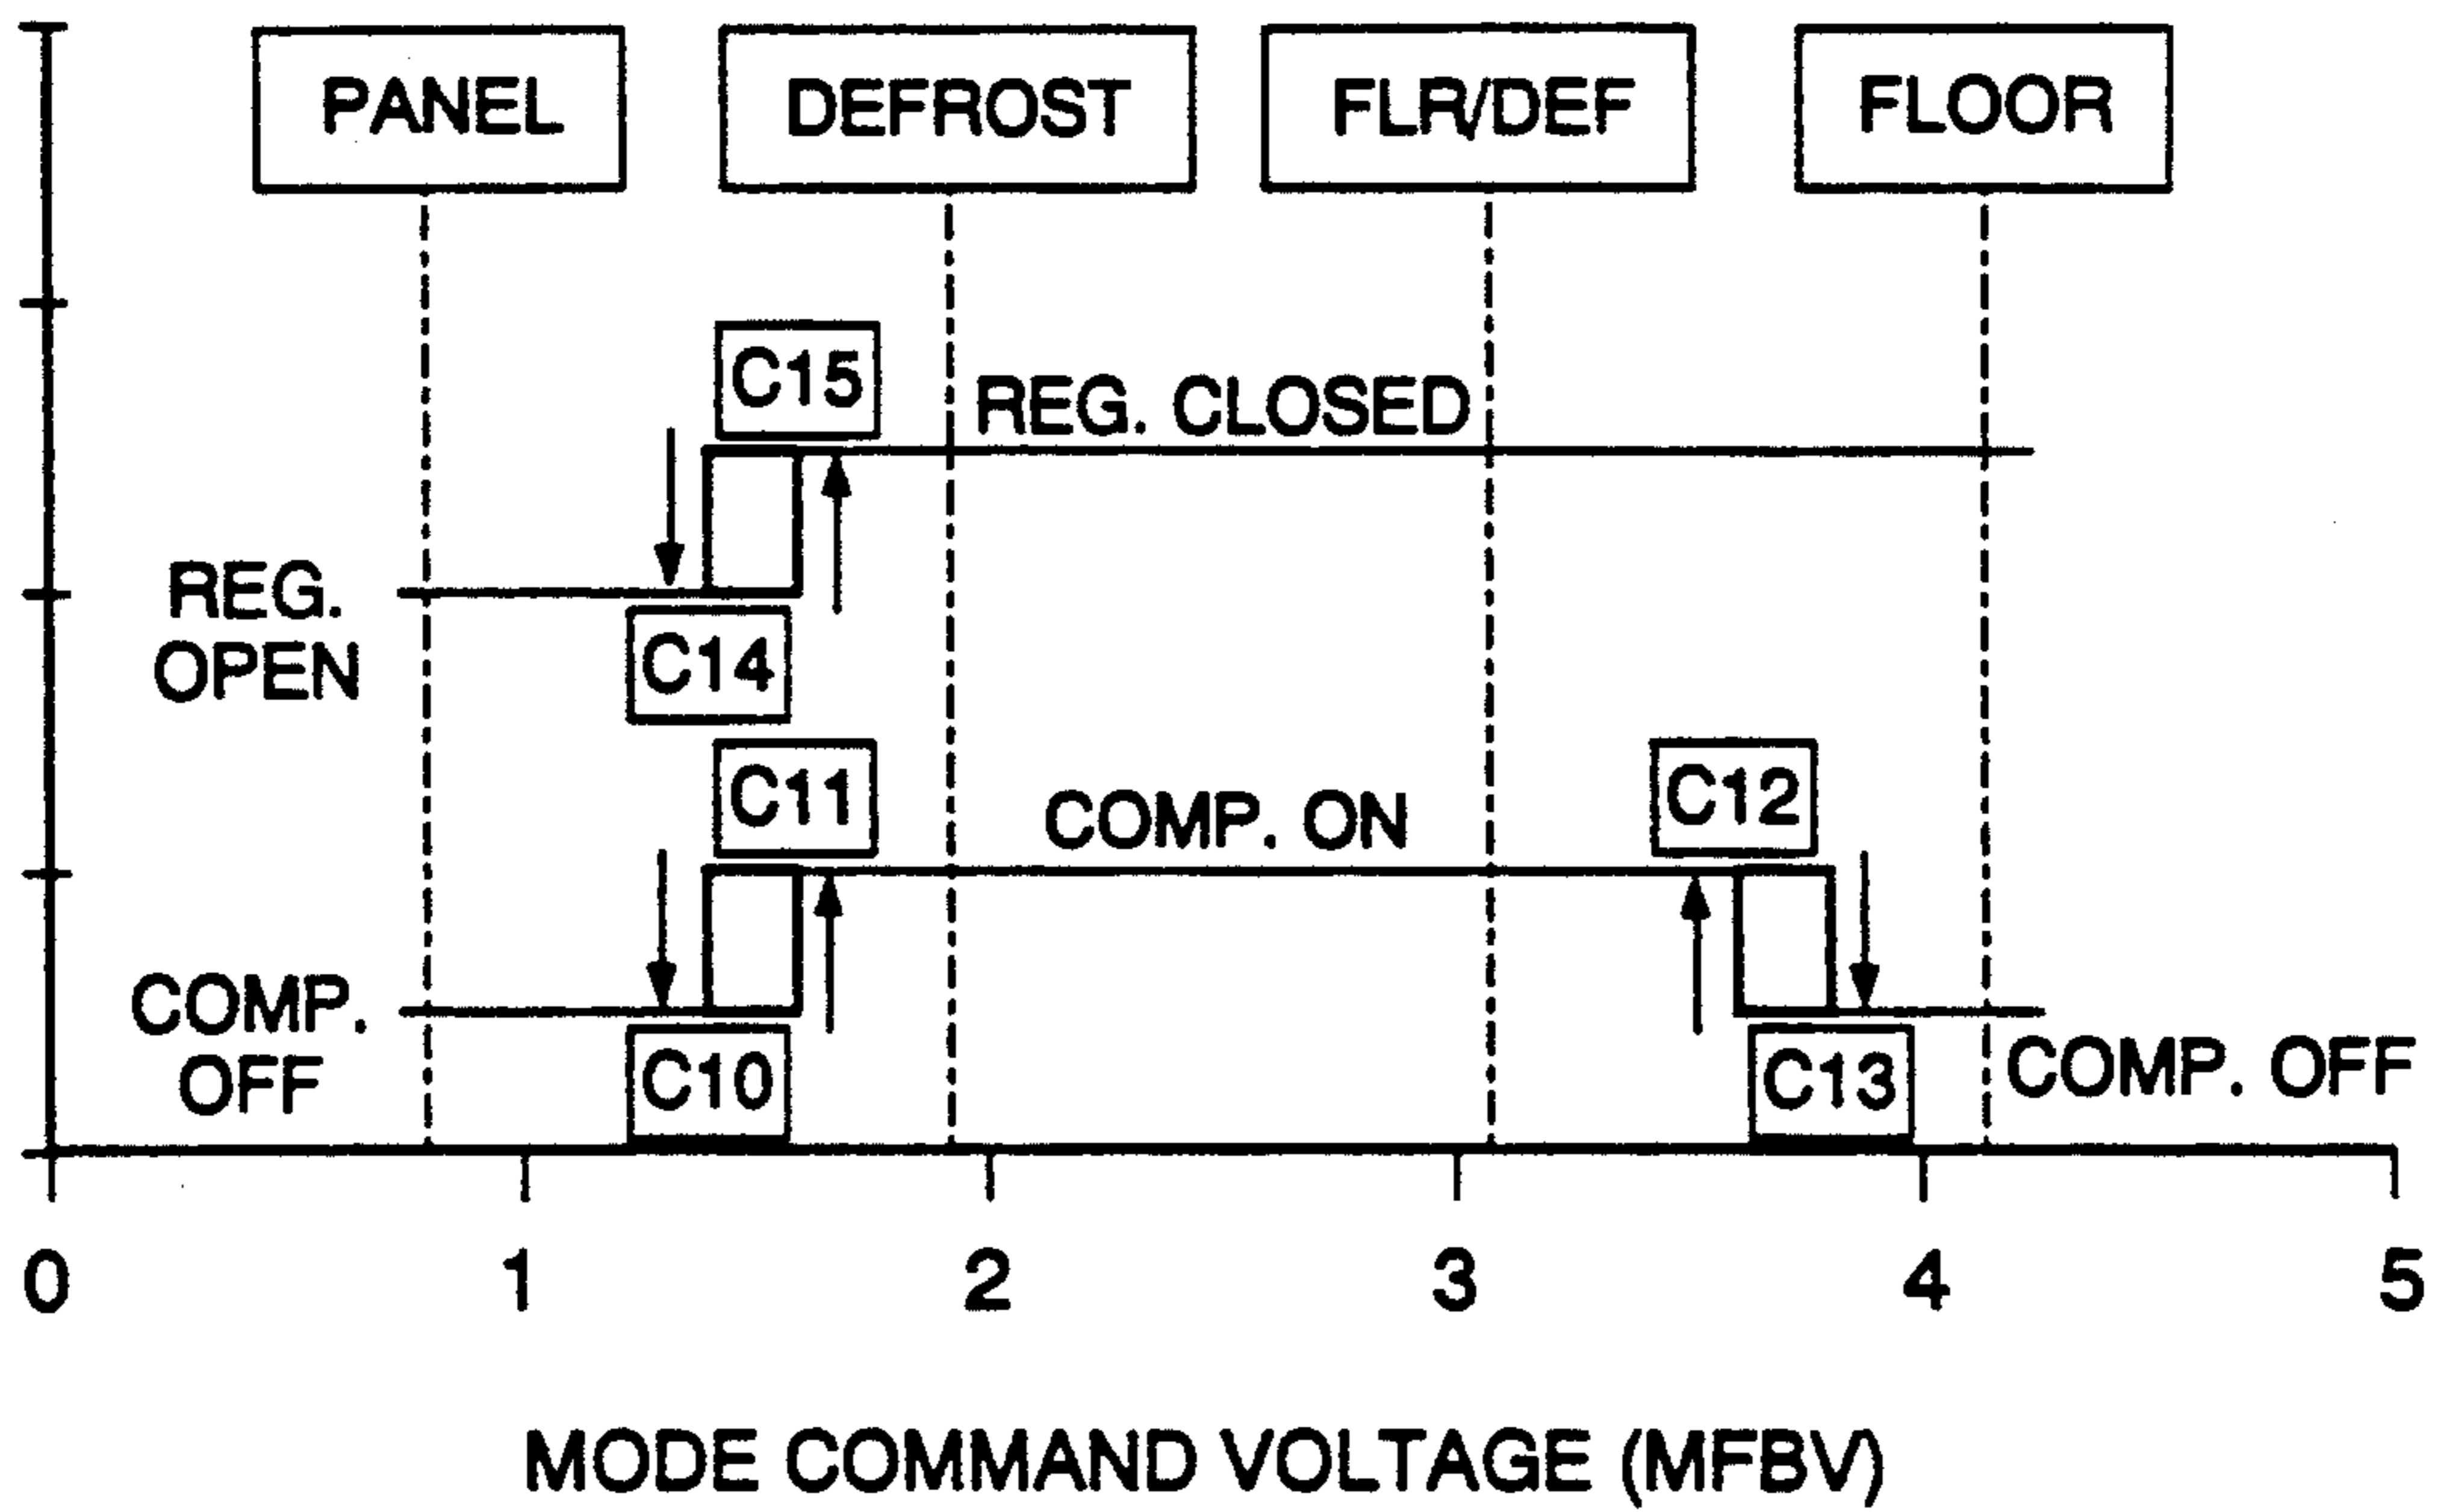 PANEL
DEFROST
FLR/DEF
FLOOR
C15
REG. CLOSED
REG.
OPEN
C14
C11
COMP. ON
C12
COMP.
OFF
C10
C13
COMP. OFF
0 1 2 3 4 5
MODE COMMAND VOLTAGE (MFBV)